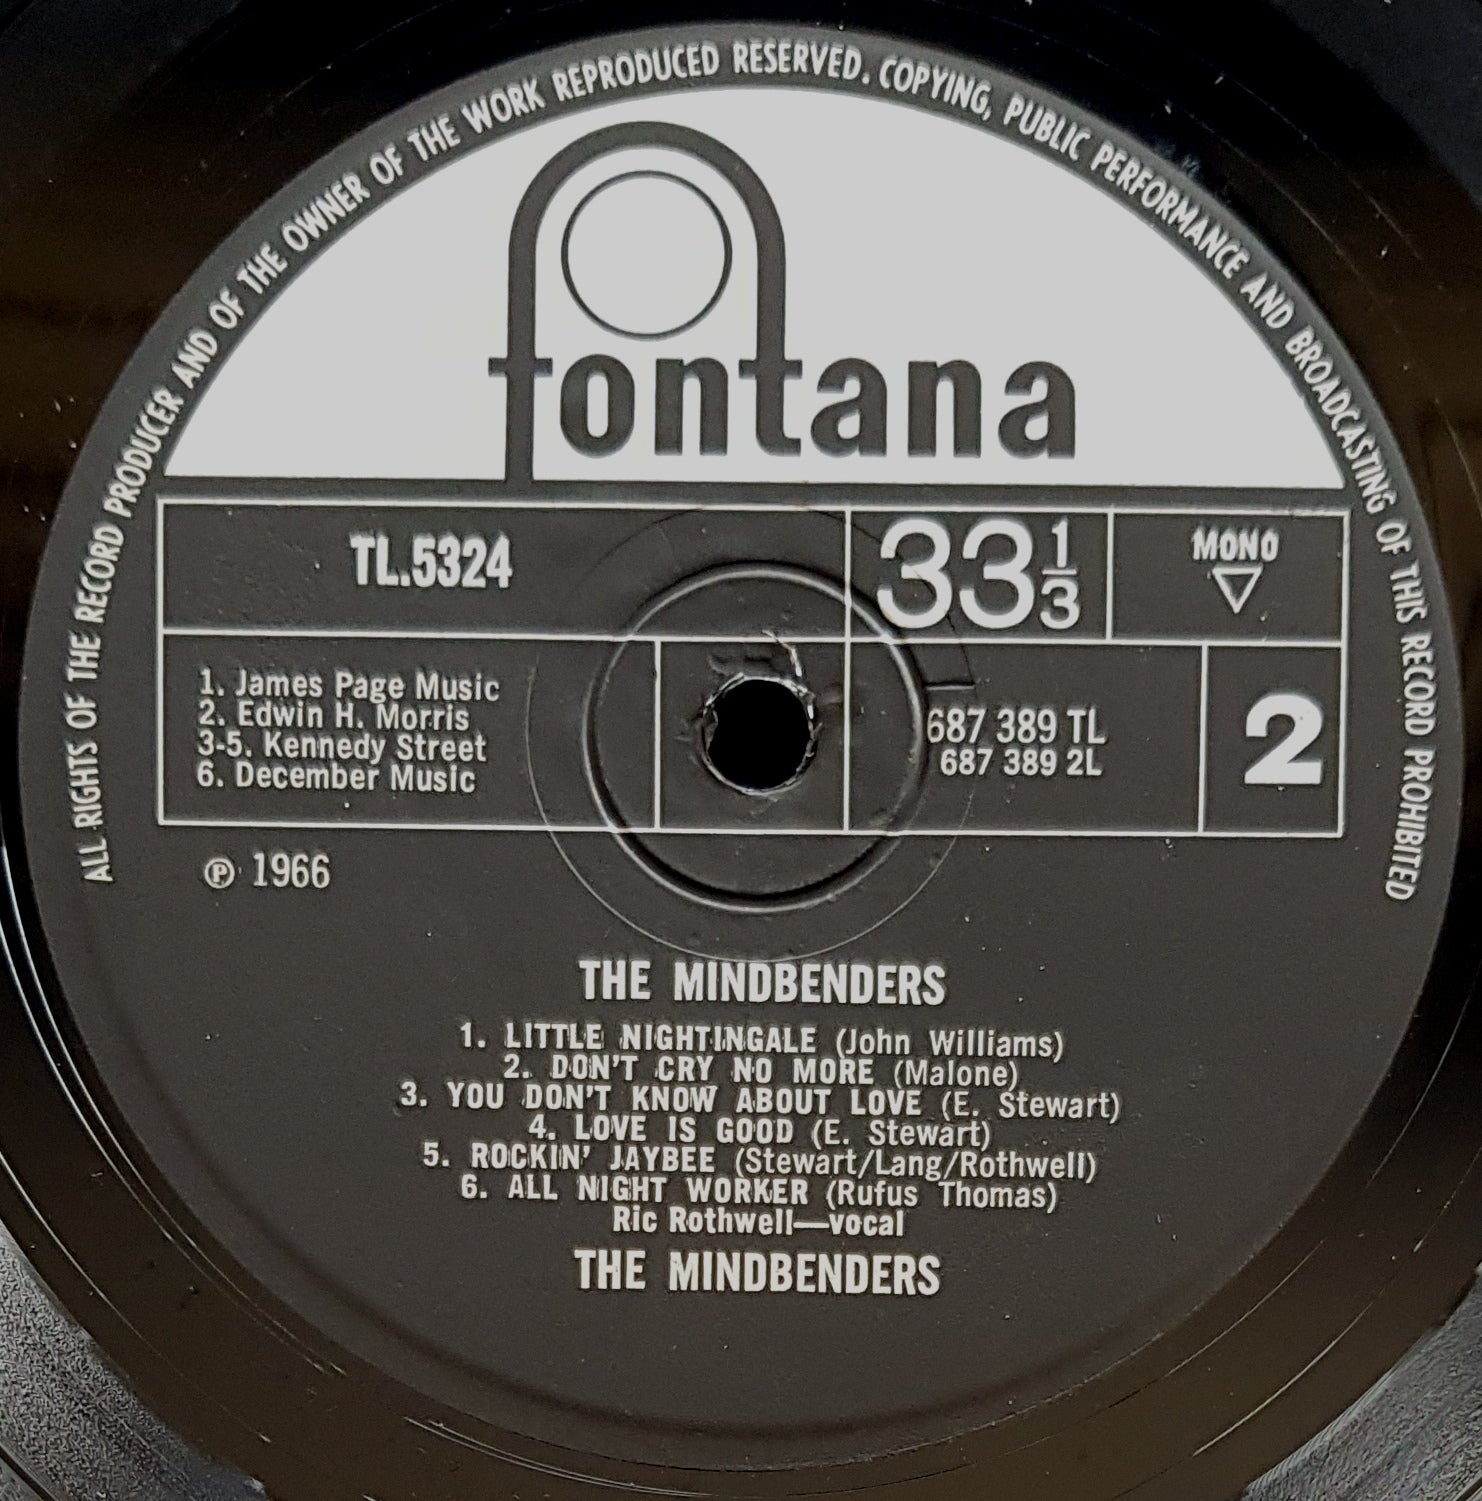 ALL RIGHTS OF THE RECORD PRODUCER AND OF THE OWNER OF THE WORK REPRODUCED RESERVED. COPYING, PUBLIC PERFORMANCE AND BROADCASTING OF THIS RECORD PROHIBITED
fontana
TL.5324
33 1/3
MONO
1. James Page Music
2. Edwin H. Morris
3-5. Kennedy Street
6. December Music
687 389 TL
687 389 2L
2
℗ 1966
THE MINDBENDERS
1. LITTLE NIGHTINGALE (John Williams)
2. DON'T CRY NO MORE (Malone)
3. YOU DON'T KNOW ABOUT LOVE (E. Stewart)
4. LOVE IS GOOD (E. Stewart)
5. ROCKIN' JAYBEE (Stewart/Lang/Rothwell)
6. ALL NIGHT WORKER (Rufus Thomas)
Ric Rothwell—vocal
THE MINDBENDERS